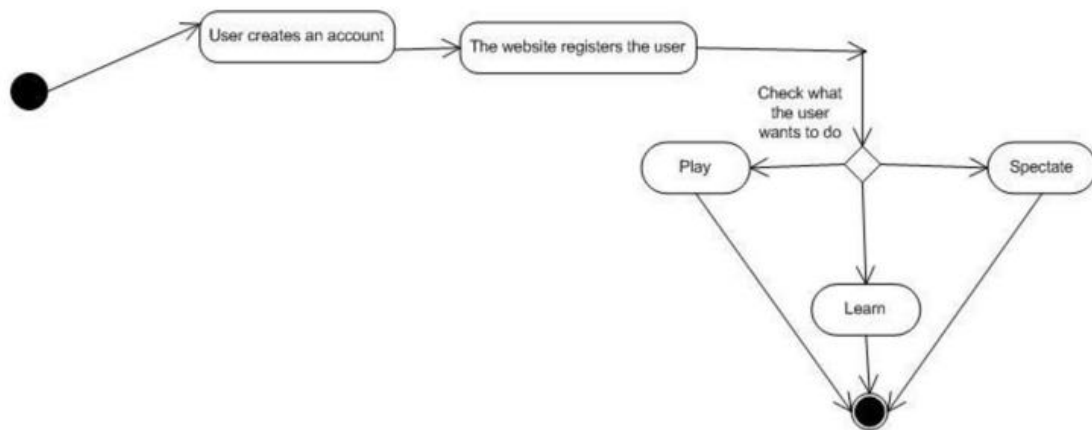 User creates an account
The website registers the user
Check what
the user
wants to do
Play
Spectate
Learn